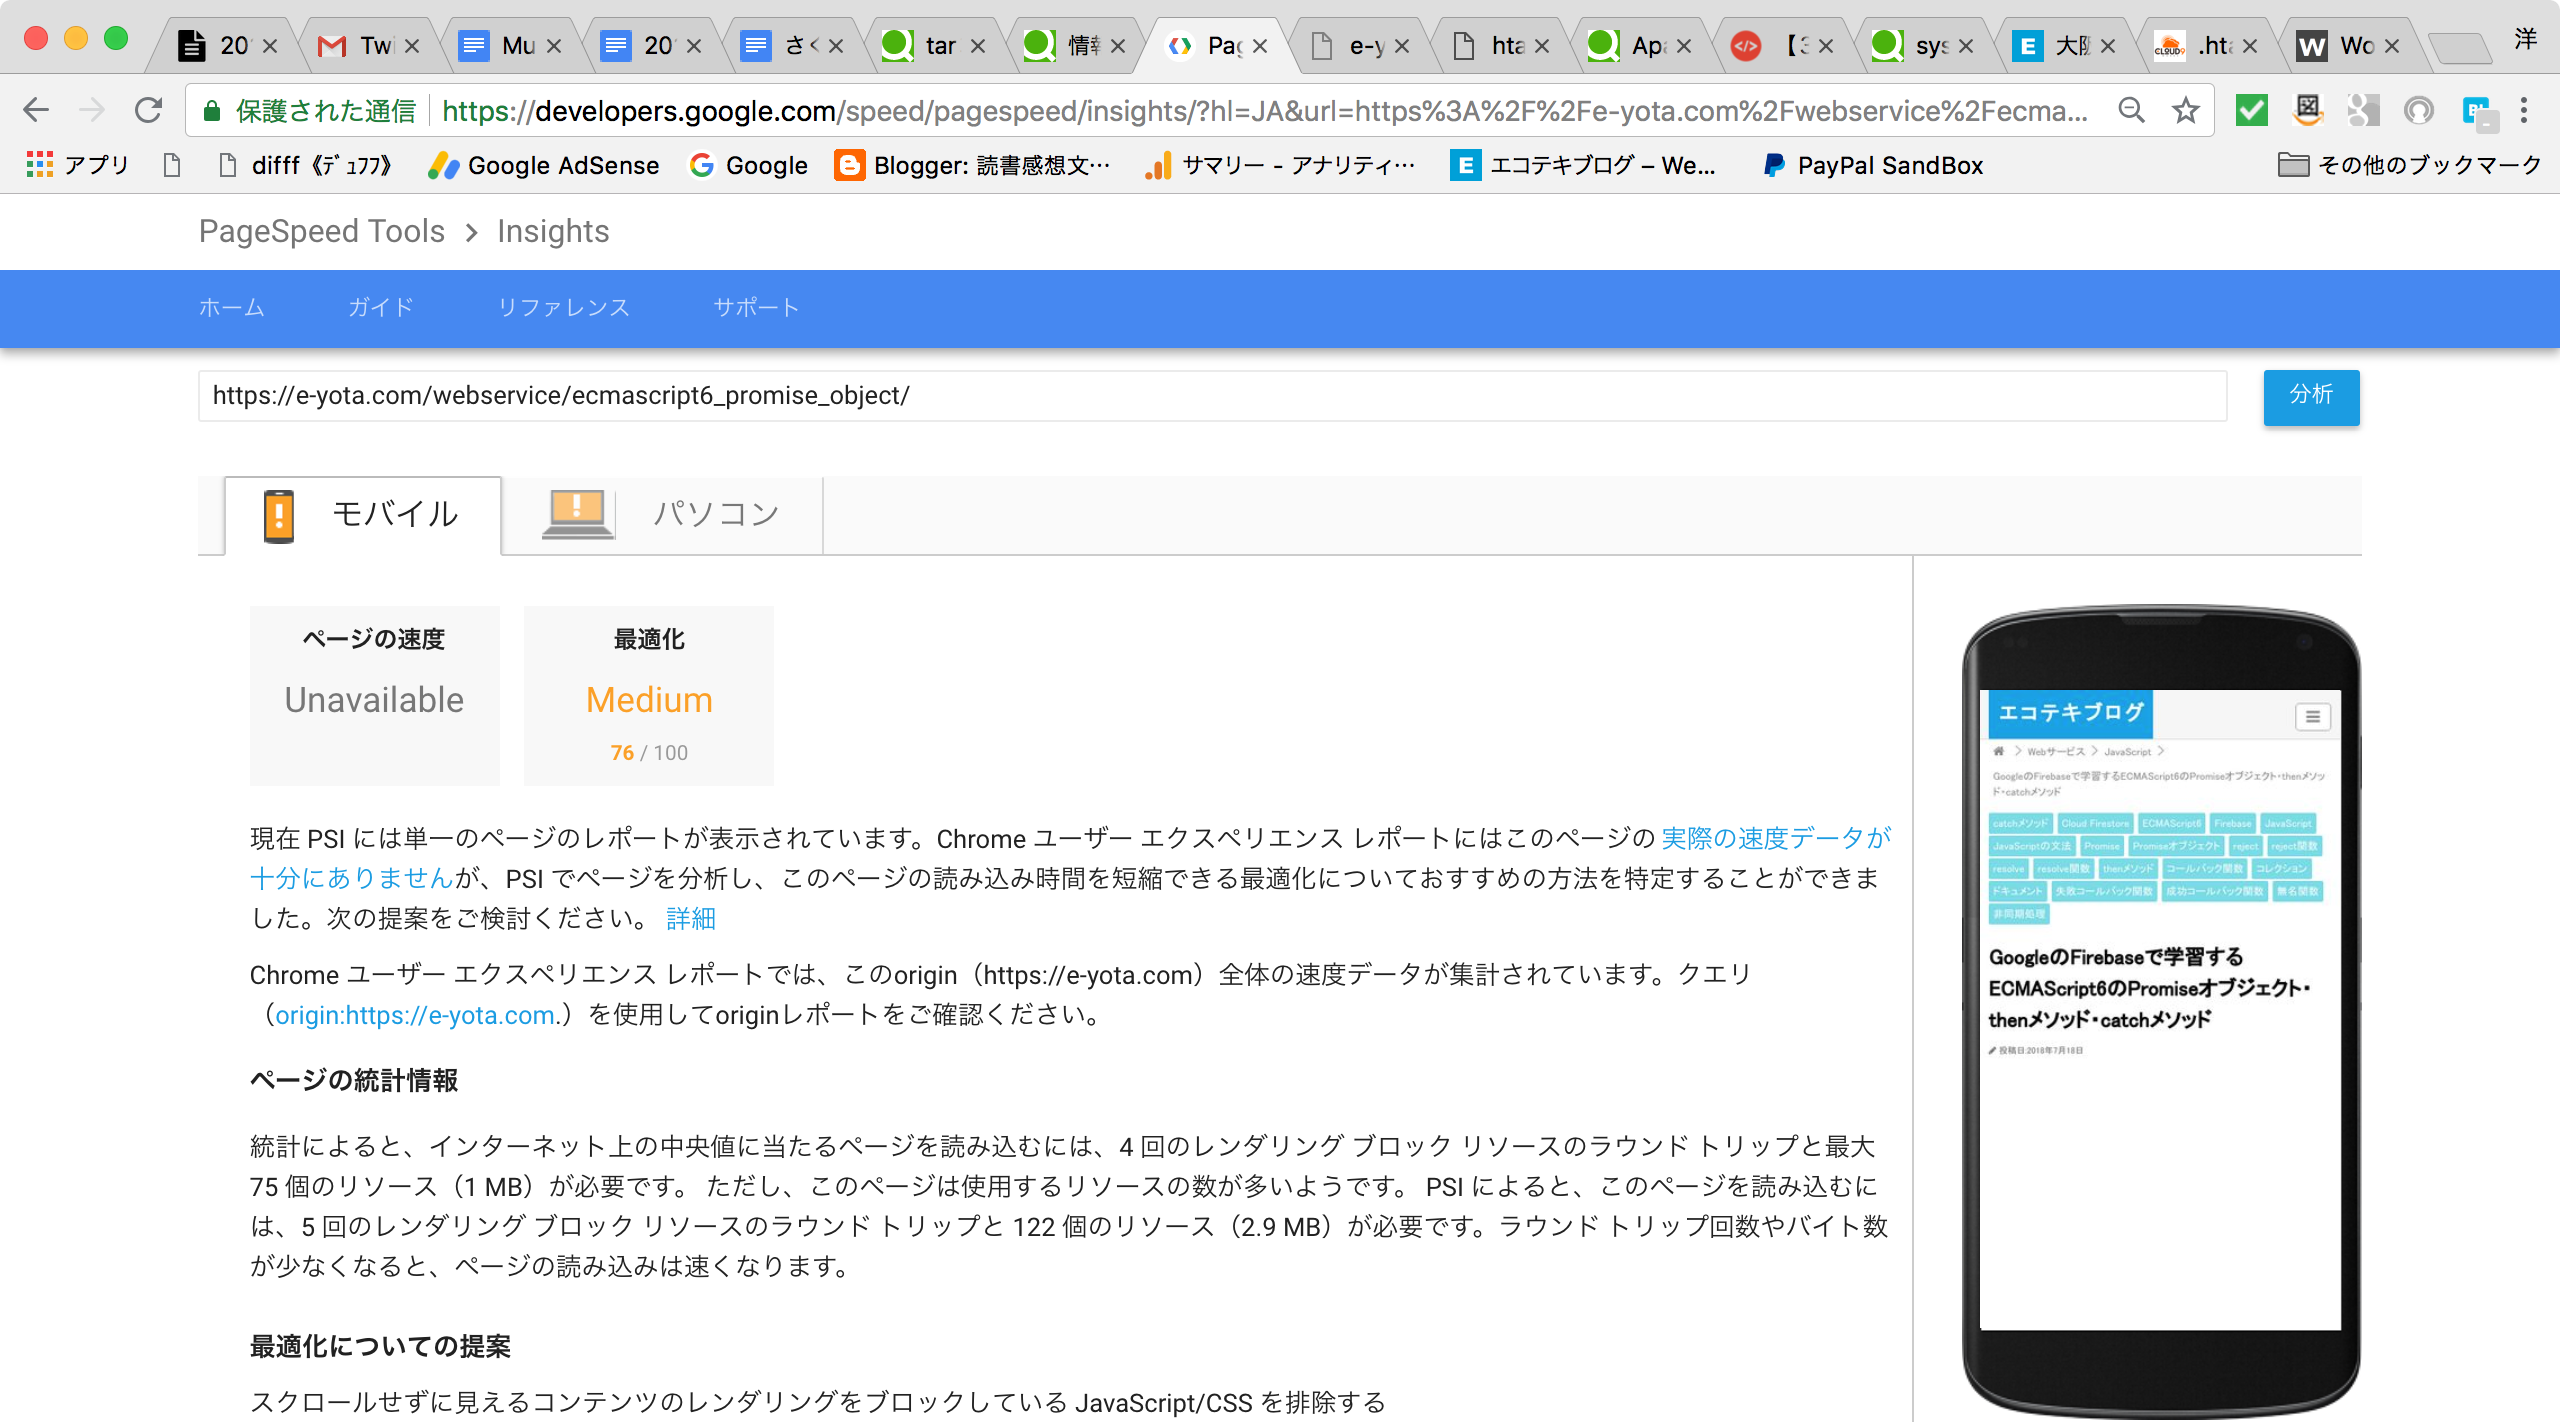 20 Twi Mu 20 さく tar 情報 Pag e-y hta Apa 【3 sys 大阪 .hta Wo 洋
保護された通信 https://developers.google.com/speed/pagespeed/insights/?hl=JA&url=https%3A%2F%2Fe-yota.com%2Fwebservice%2Fecma...
アプリ difff《ﾃﾞｭﾌﾌ》 Google AdSense Google Blogger: 読書感想文… サマリー - アナリティ… エコテキブログ – We... PayPal SandBox その他のブックマーク
PageSpeed Tools > Insights
ホーム ガイド リファレンス サポート
https://e-yota.com/webservice/ecmascript6_promise_object/
分析
モバイル パソコン
ページの速度
Unavailable
最適化
Medium
76 / 100
現在 PSI には単一のページのレポートが表示されています。Chrome ユーザー エクスペリエンス レポートにはこのページの 実際の速度データが
十分にありませんが、PSI でページを分析し、このページの読み込み時間を短縮できる最適化についておすすめの方法を特定することができま
した。次の提案をご検討ください。 詳細
Chrome ユーザー エクスペリエンス レポートでは、このorigin（https://e-yota.com）全体の速度データが集計されています。クエリ
（origin:https://e-yota.com.）を使用してoriginレポートをご確認ください。
ページの統計情報
統計によると、インターネット上の中央値に当たるページを読み込むには、4 回のレンダリング ブロック リソースのラウンド トリップと最大
75 個のリソース（1 MB）が必要です。 ただし、このページは使用するリソースの数が多いようです。 PSI によると、このページを読み込むに
は、5 回のレンダリング ブロック リソースのラウンド トリップと 122 個のリソース（2.9 MB）が必要です。ラウンド トリップ回数やバイト数
が少なくなると、ページの読み込みは速くなります。
最適化についての提案
スクロールせずに見えるコンテンツのレンダリングをブロックしている JavaScript/CSS を排除する
エコテキブログ
Webサービス > JavaScript >
GoogleのFirebaseで学習するECMAScript6のPromiseオブジェクト・thenメソッ
ド・catchメソッド
catchメソッド Cloud Firestore ECMAScript6 Firebase JavaScript
JavaScriptの文法 Promise Promiseオブジェクト reject reject関数
resolve resolve関数 thenメソッド コールバック関数 コレクション
ドキュメント 失敗コールバック関数 成功コールバック関数 無名関数
非同期処理
GoogleのFirebaseで学習する
ECMAScript6のPromiseオブジェクト・
thenメソッド・catchメソッド
投稿日:2018年7月18日